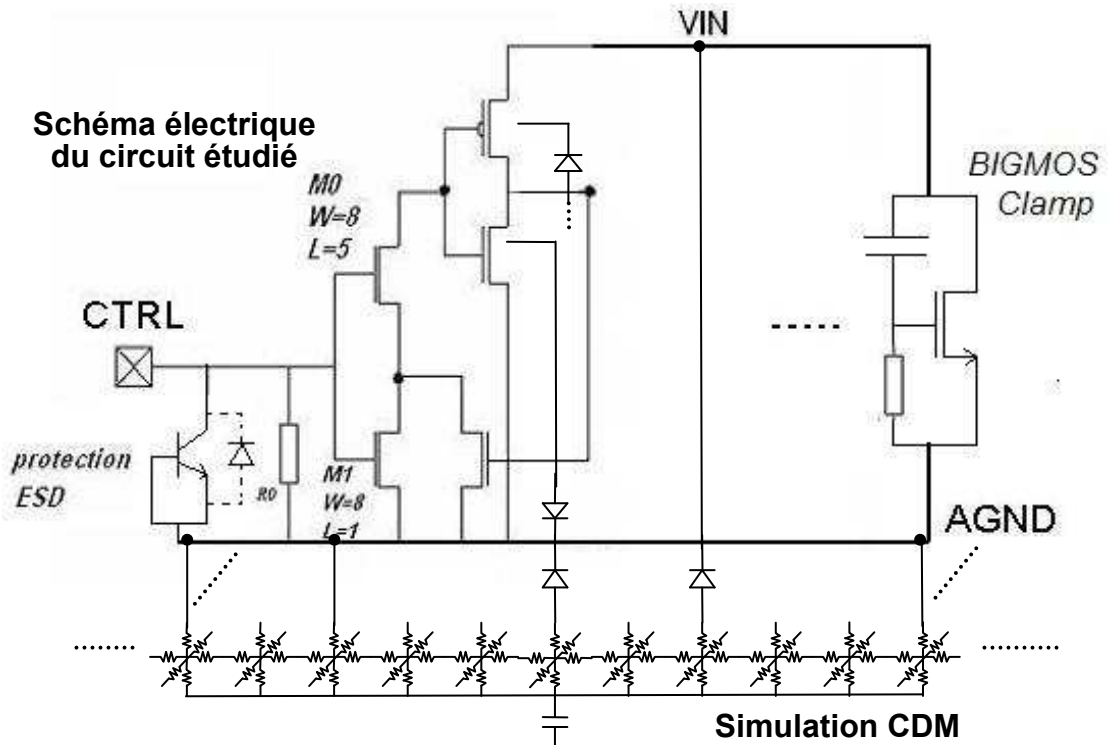 VIN
Schéma électrique
du circuit étudié
BIGMOS
Clamp
M0
W=8
L=5
CTRL
protection
ESD
R0
M1
W=8
L=1
AGND
Simulation CDM